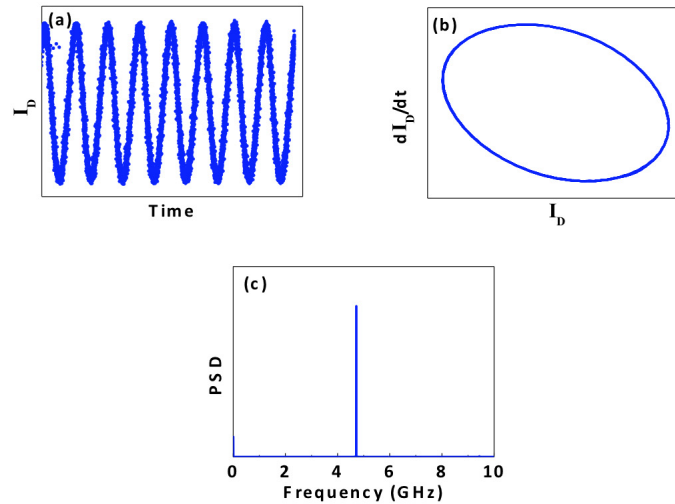 (a)
I_D
Time
(b)
dI_D/dt
I_D
(c)
PSD
0 2 4 6 8 10
Frequency (GHz)